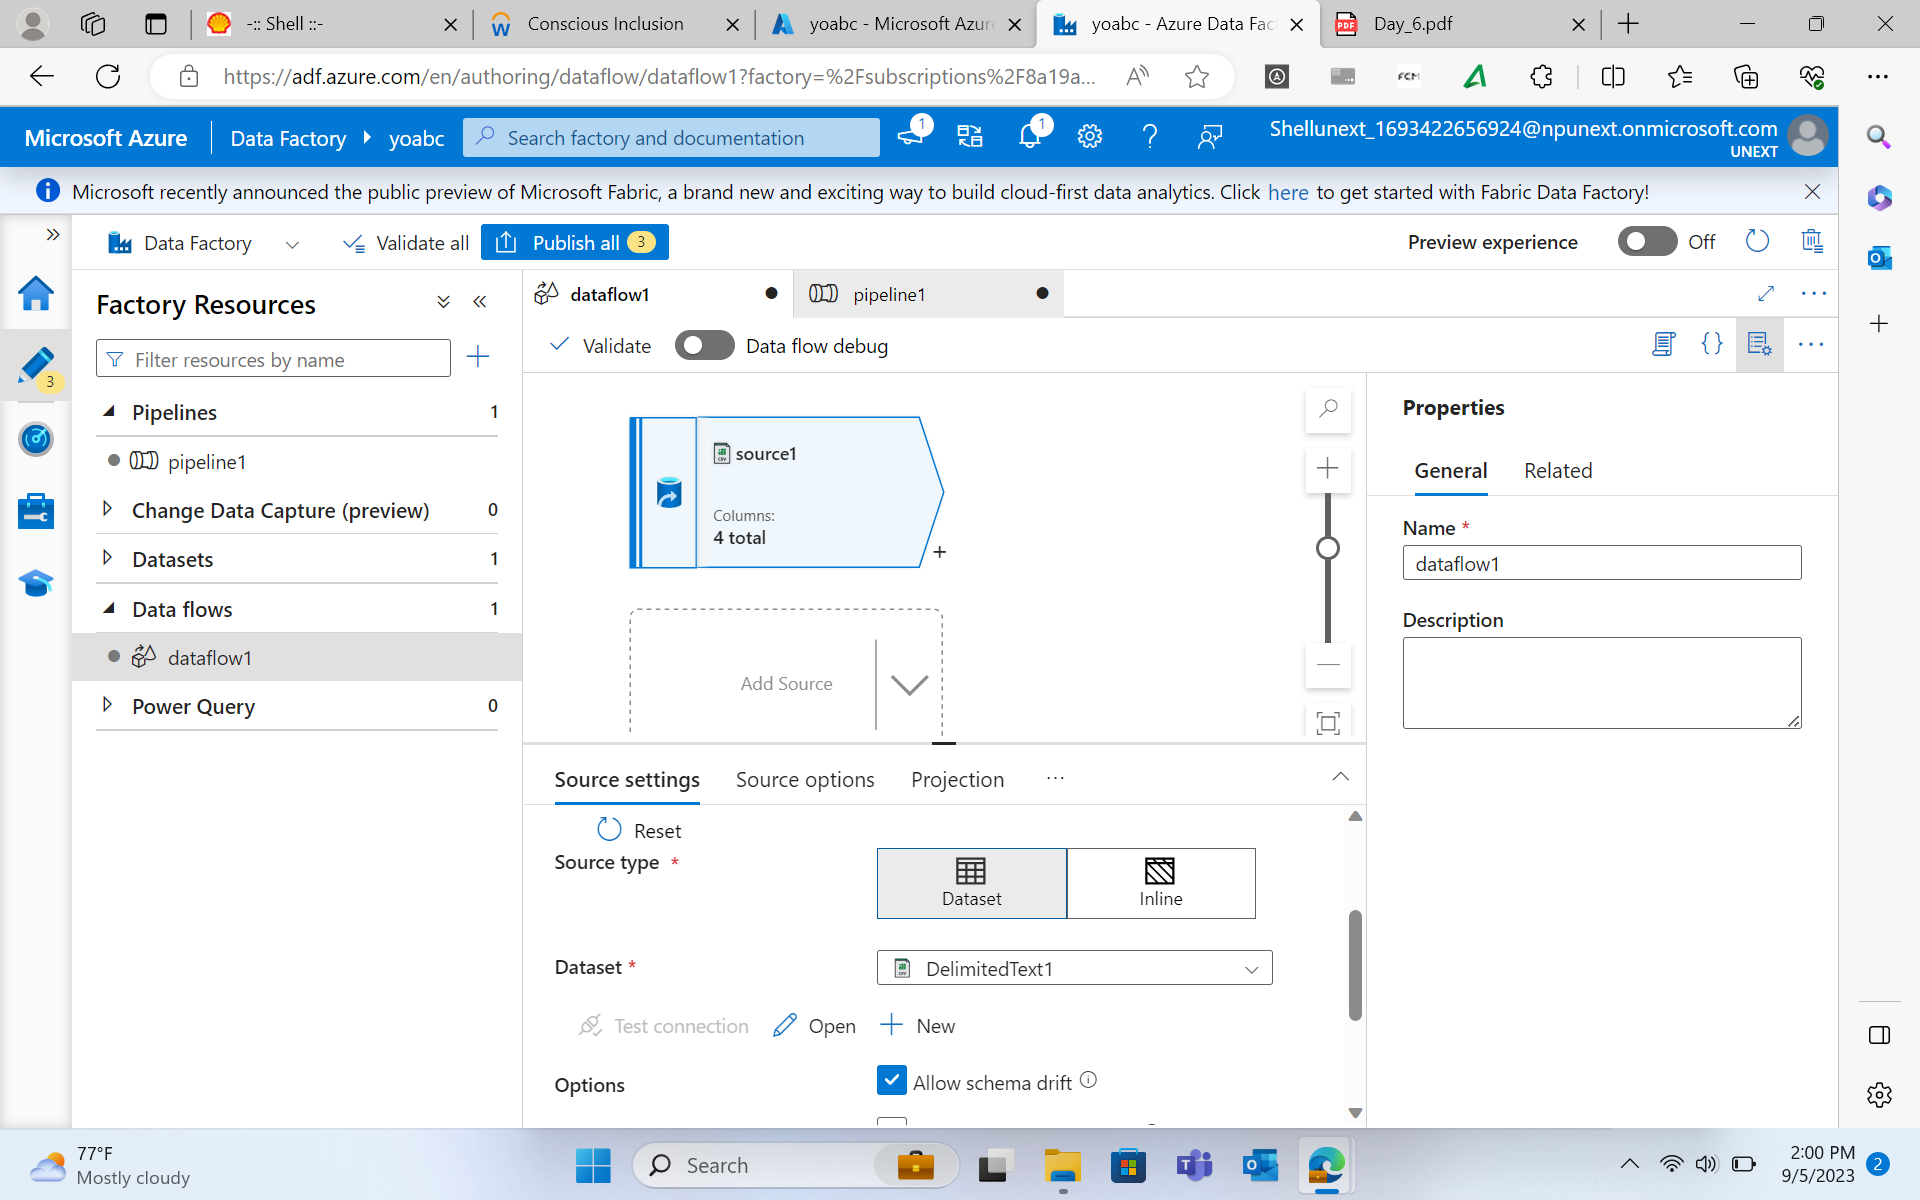 -:: Shell ::-
Conscious Inclusion
yoabc - Microsoft Azure
yoabc - Azure Data Fac
Day_6.pdf
https://adf.azure.com/en/authoring/dataflow/dataflow1?factory=%2Fsubscriptions%2F8a19a...
Microsoft Azure
Data Factory
yoabc
Search factory and documentation
1
1
Shellunext_1693422656924@npunext.onmicrosoft.com
UNEXT
Microsoft recently announced the public preview of Microsoft Fabric, a brand new and exciting way to build cloud-first data analytics. Click here to get started with Fabric Data Factory!
Data Factory
Validate all
Publish all 3
Preview experience
Off
Factory Resources
Filter resources by name
3
Pipelines 1
pipeline1
Change Data Capture (preview) 0
Datasets 1
Data flows 1
dataflow1
Power Query 0
dataflow1
pipeline1
Validate
Data flow debug
source1
Columns:
4 total
Add Source
Properties
General
Related
Name *
dataflow1
Description
Source settings
Source options
Projection
...
Reset
Source type *
Dataset
Inline
Dataset *
DelimitedText1
Test connection
Open
New
Options
Allow schema drift
77°F
Mostly cloudy
Search
2:00 PM
9/5/2023
2